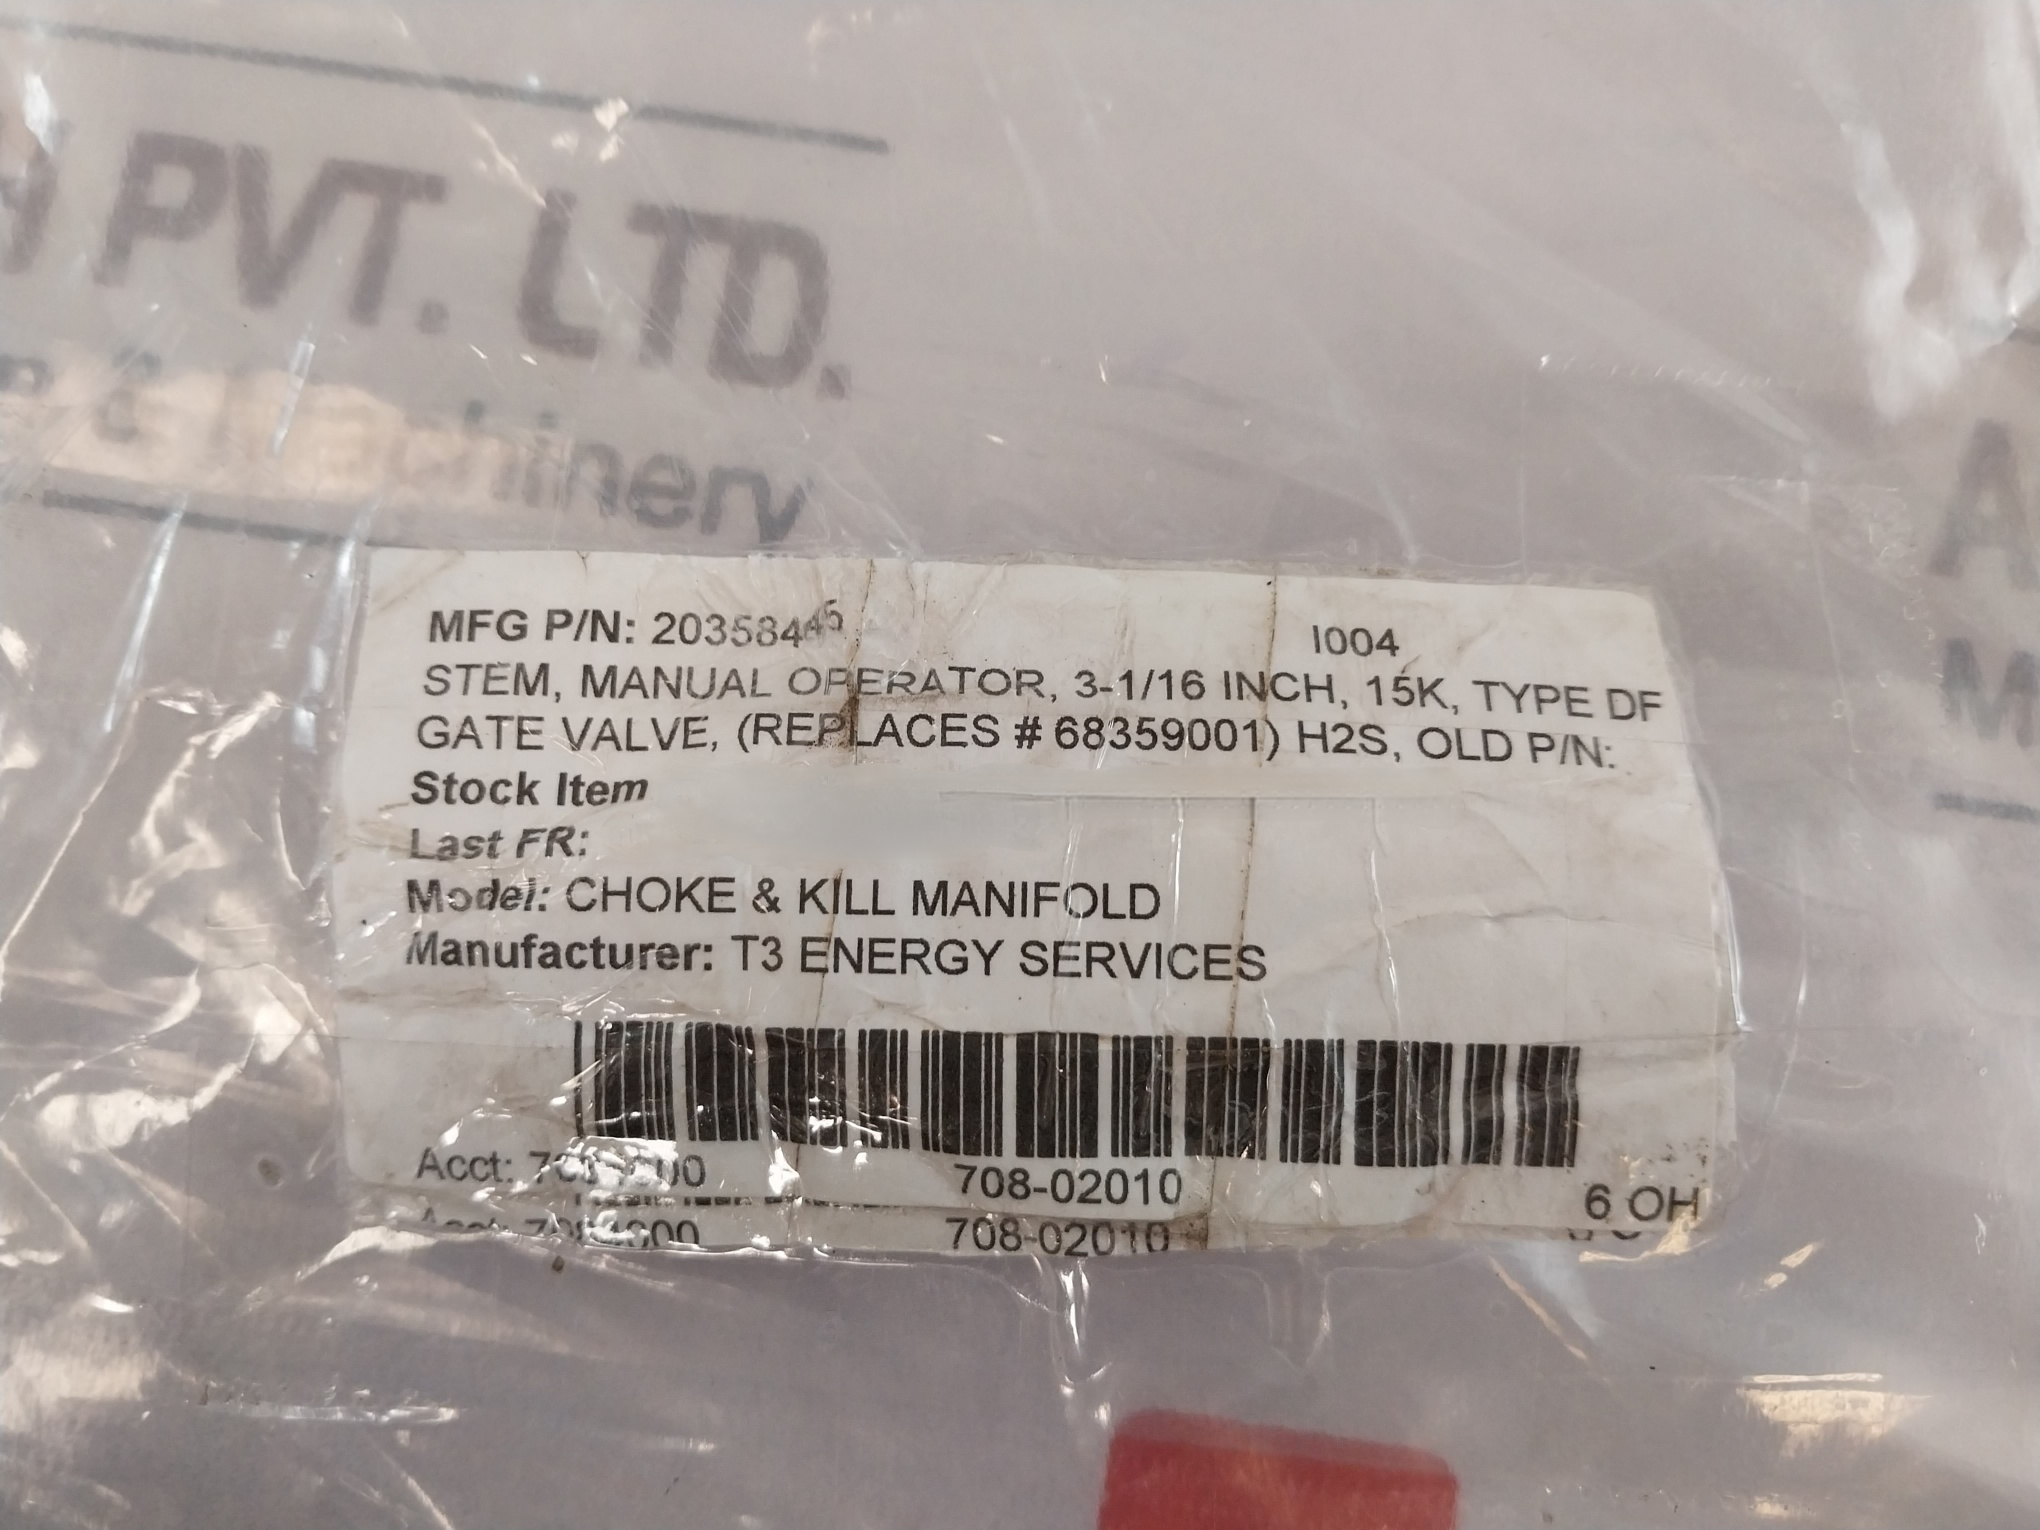 PVT. LTD.
MFG P/N: 20358445
I004
STEM, MANUAL OPERATOR, 3-1/16 INCH, 15K, TYPE DF
GATE VALVE, (REPLACES # 68359001) H2S, OLD P/N:
Stock Item
Last FR:
Model: CHOKE & KILL MANIFOLD
Manufacturer: T3 ENERGY SERVICES
Acct:
708-02010
6 OH
708-02010